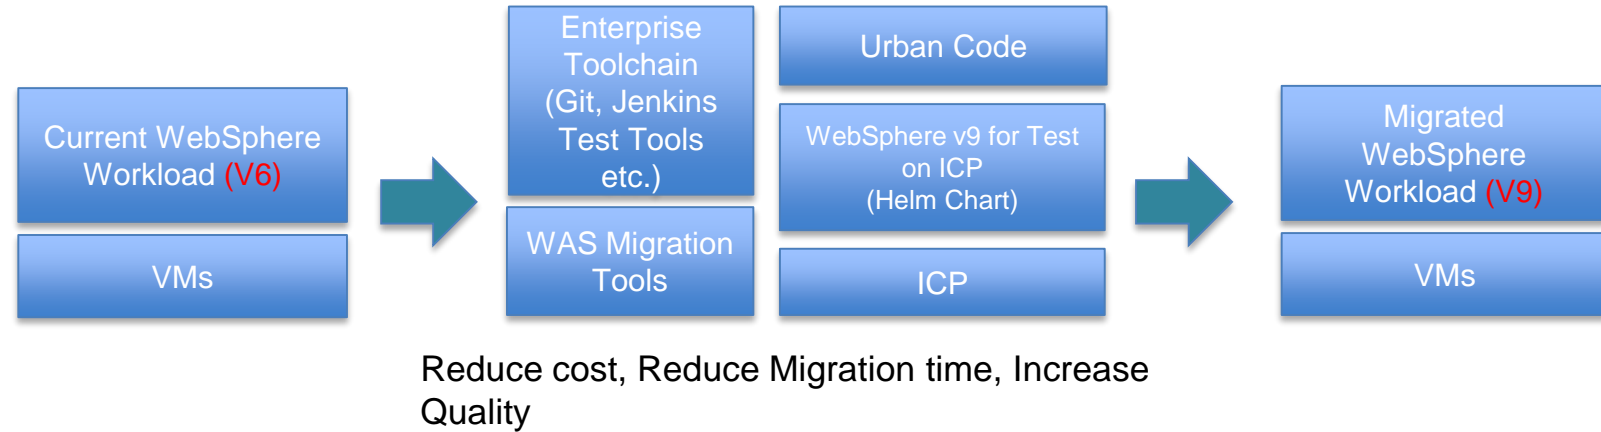 Current WebSphere
Workload (V6)
VMs
Enterprise
Toolchain
(Git, Jenkins
Test Tools
etc.)
WAS Migration
Tools
Urban Code
WebSphere v9 for Test
on ICP
(Helm Chart)
ICP
Migrated
WebSphere
Workload (V9)
VMs
Reduce cost, Reduce Migration time, Increase
Quality